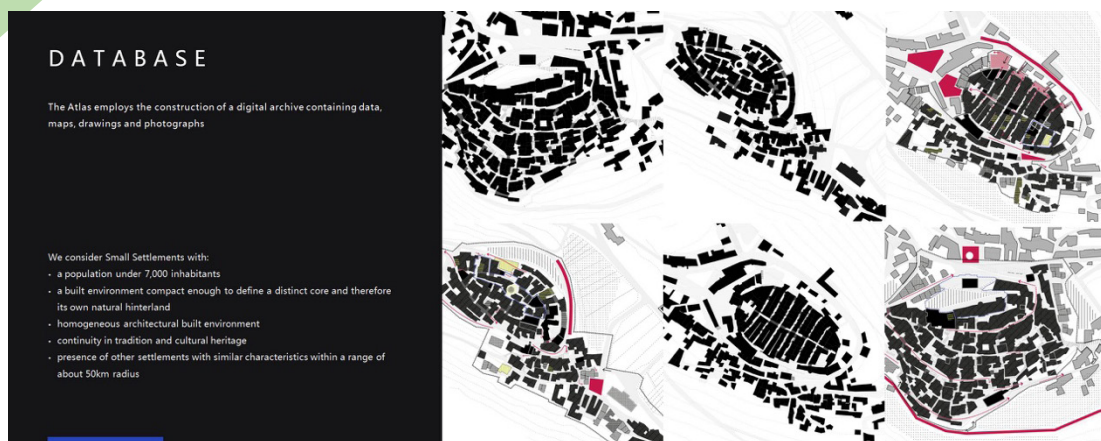 DATABASE
The Atlas employs the construction of a digital archive containing data,
maps, drawings and photographs
We consider Small Settlements with:
• a population under 7,000 inhabitants
• a built environment compact enough to define a distinct core and therefore
its own natural hinterland
• homogeneous architectural built environment
• continuity in tradition and cultural heritage
• presence of other settlements with similar characteristics within a range of
about 50km radius